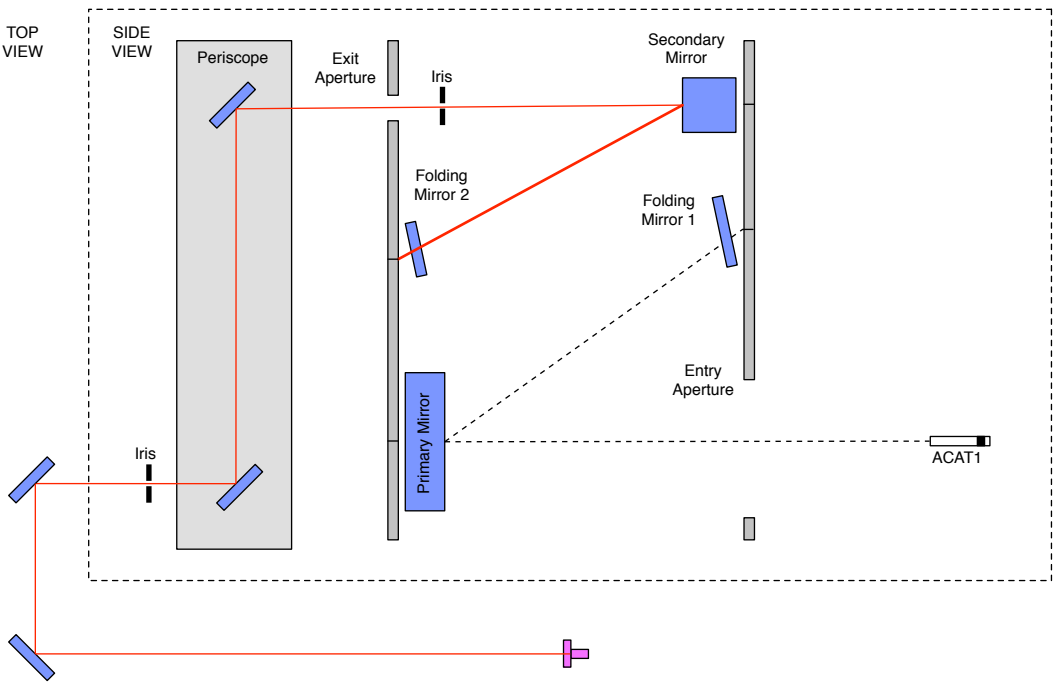 TOP
VIEW
SIDE
VIEW
Periscope
Exit
Aperture
Iris
Secondary
Mirror
Folding
Mirror 2
Folding
Mirror 1
Entry
Aperture
Primary Mirror
ACAT1
Iris